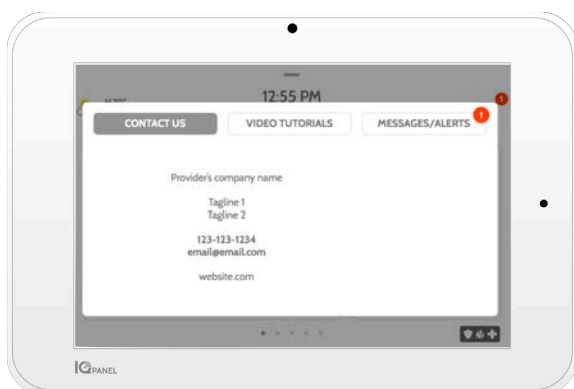 12:55 PM
1
CONTACT US
VIDEO TUTORIALS
MESSAGES/ALERTS
1
Provider's company name
Tagline 1
Tagline 2
123-123-1234
email@email.com
website.com
IQ PANEL